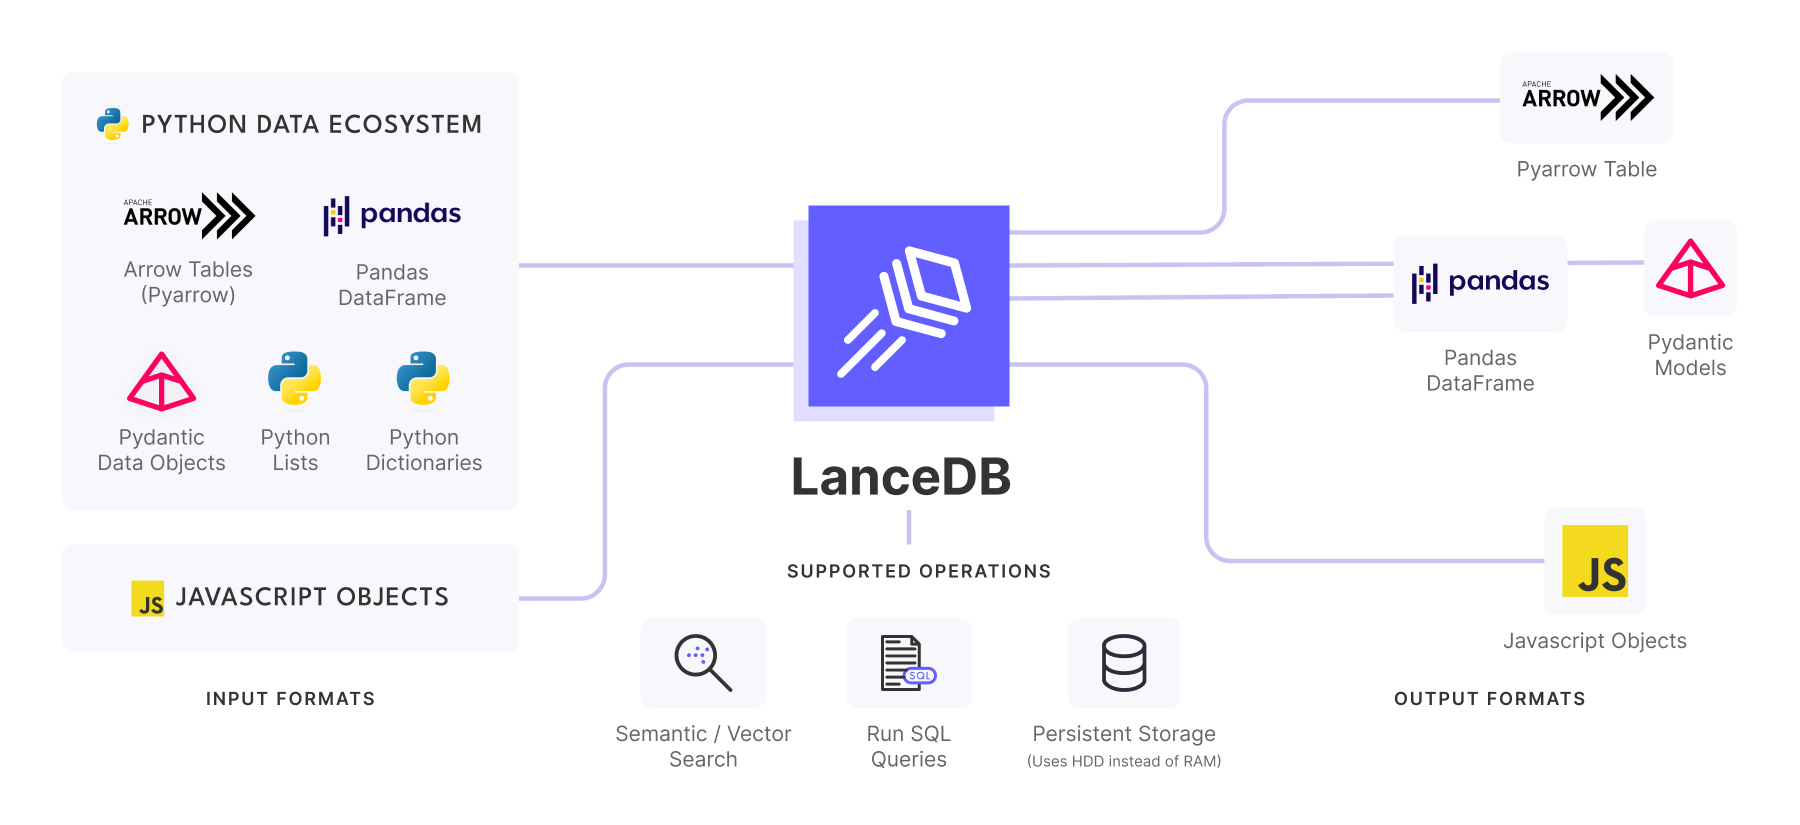 PYTHON DATA ECOSYSTEM
APACHE
ARROW
pandas
Arrow Tables
(Pyarrow)
Pandas
DataFrame
Pydantic
Data Objects
Python
Lists
Python
Dictionaries
JS
JAVASCRIPT OBJECTS
INPUT FORMATS
LanceDB
SUPPORTED OPERATIONS
Semantic / Vector
Search
SQL
Run SQL
Queries
Persistent Storage
(Uses HDD instead of RAM)
APACHE
ARROW
Pyarrow Table
pandas
Pandas
DataFrame
Pydantic
Models
JS
Javascript Objects
OUTPUT FORMATS